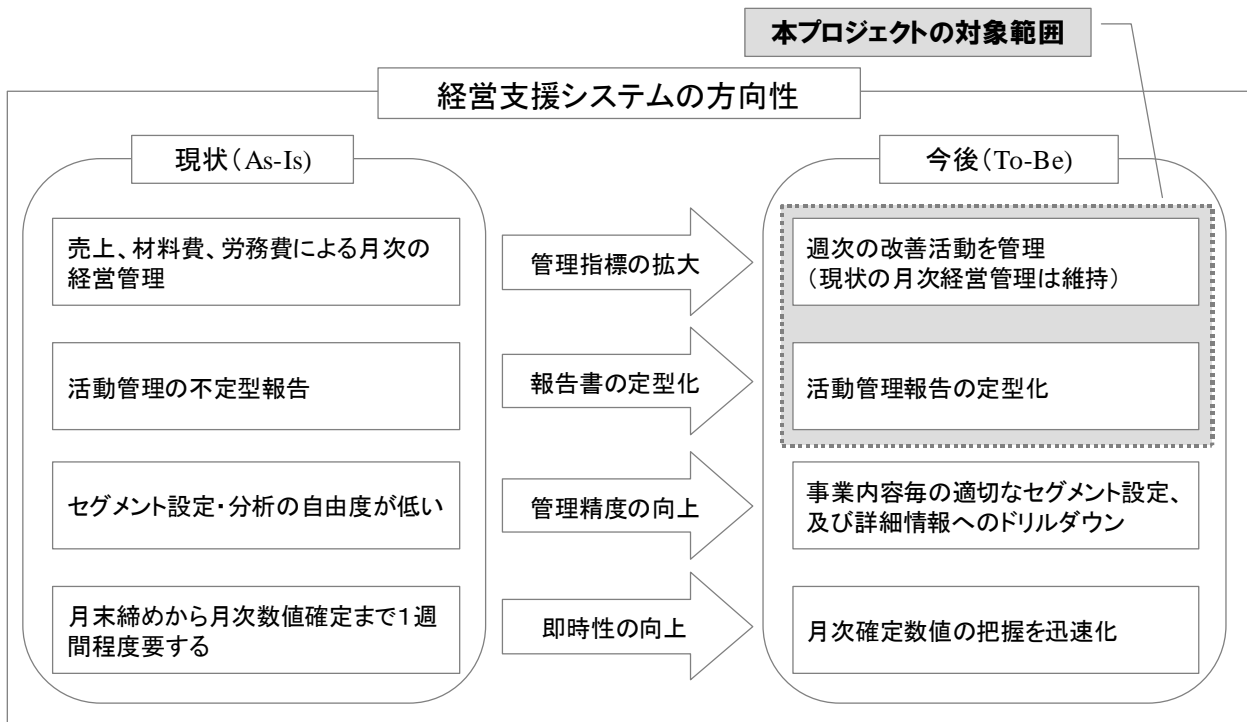 本プロジェクトの対象範囲
経営支援システムの方向性
現状(As-Is)
今後(To-Be)
売上、材料費、労務費による月次の
経営管理
管理指標の拡大
週次の改善活動を管理
(現状の月次経営管理は維持)
活動管理の不定型報告
報告書の定型化
活動管理報告の定型化
セグメント設定・分析の自由度が低い
管理精度の向上
事業内容毎の適切なセグメント設定、
及び詳細情報へのドリルダウン
月末締めから月次数値確定まで1週
間程度要する
即時性の向上
月次確定数値の把握を迅速化